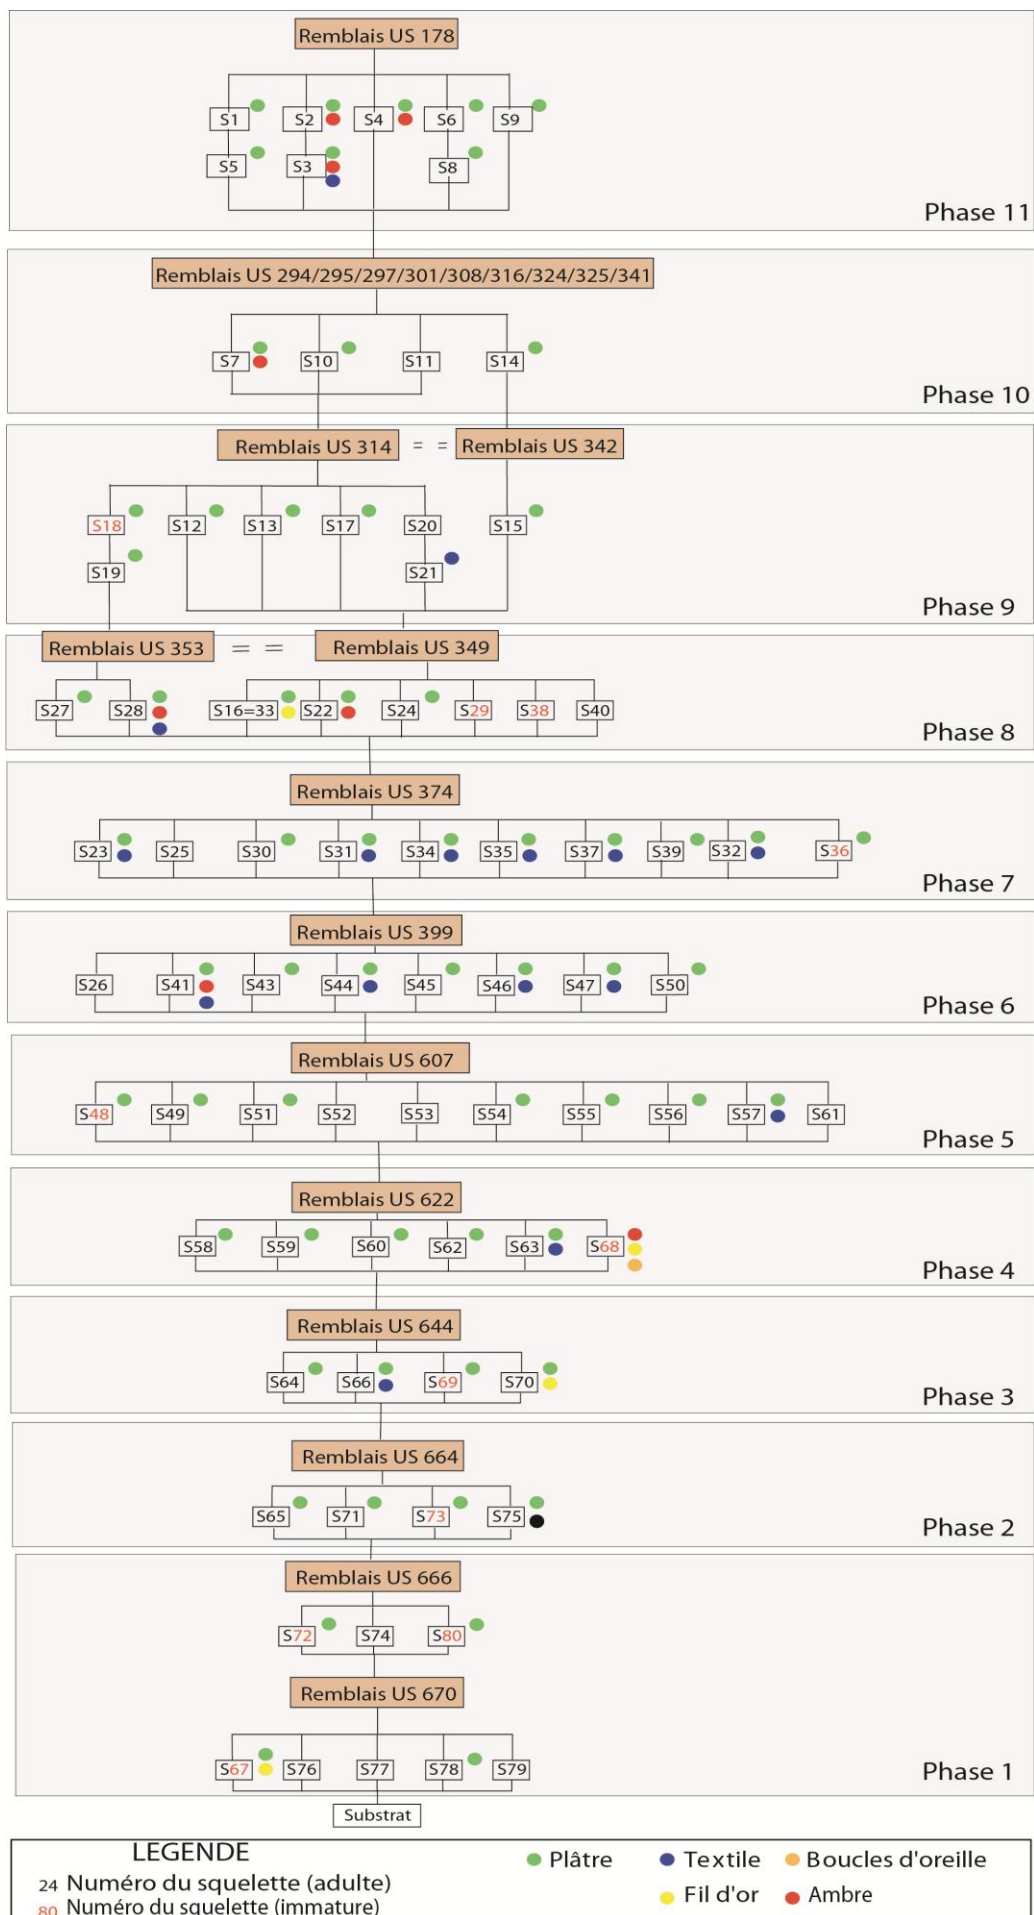 Remblais US 178
S1 S2 S4 S6 S9
S5 S3 S8
Phase 11
Remblais US 294/295/297/301/308/316/324/325/341
S7 S10 S11 S14
Phase 10
Remblais US 314 = = Remblais US 342
S18 S12 S13 S17 S20 S15
S19 S21
Phase 9
Remblais US 353 = = Remblais US 349
S27 S28 S16=33 S22 S24 S29 S38 S40
Phase 8
Remblais US 374
S23 S25 S30 S31 S34 S35 S37 S39 S32 S36
Phase 7
Remblais US 399
S26 S41 S43 S44 S45 S46 S47 S50
Phase 6
Remblais US 607
S48 S49 S51 S52 S53 S54 S55 S56 S57 S61
Phase 5
Remblais US 622
S58 S59 S60 S62 S63 S68
Phase 4
Remblais US 644
S64 S66 S69 S70
Phase 3
Remblais US 664
S65 S71 S73 S75
Phase 2
Remblais US 666
S72 S74 S80
Remblais US 670
S67 S76 S77 S78 S79
Phase 1
Substrat
LEGENDE
24 Numéro du squelette (adulte)
80 Numéro du squelette (immature)
Plâtre Textile Boucles d'oreille
Fil d'or Ambre